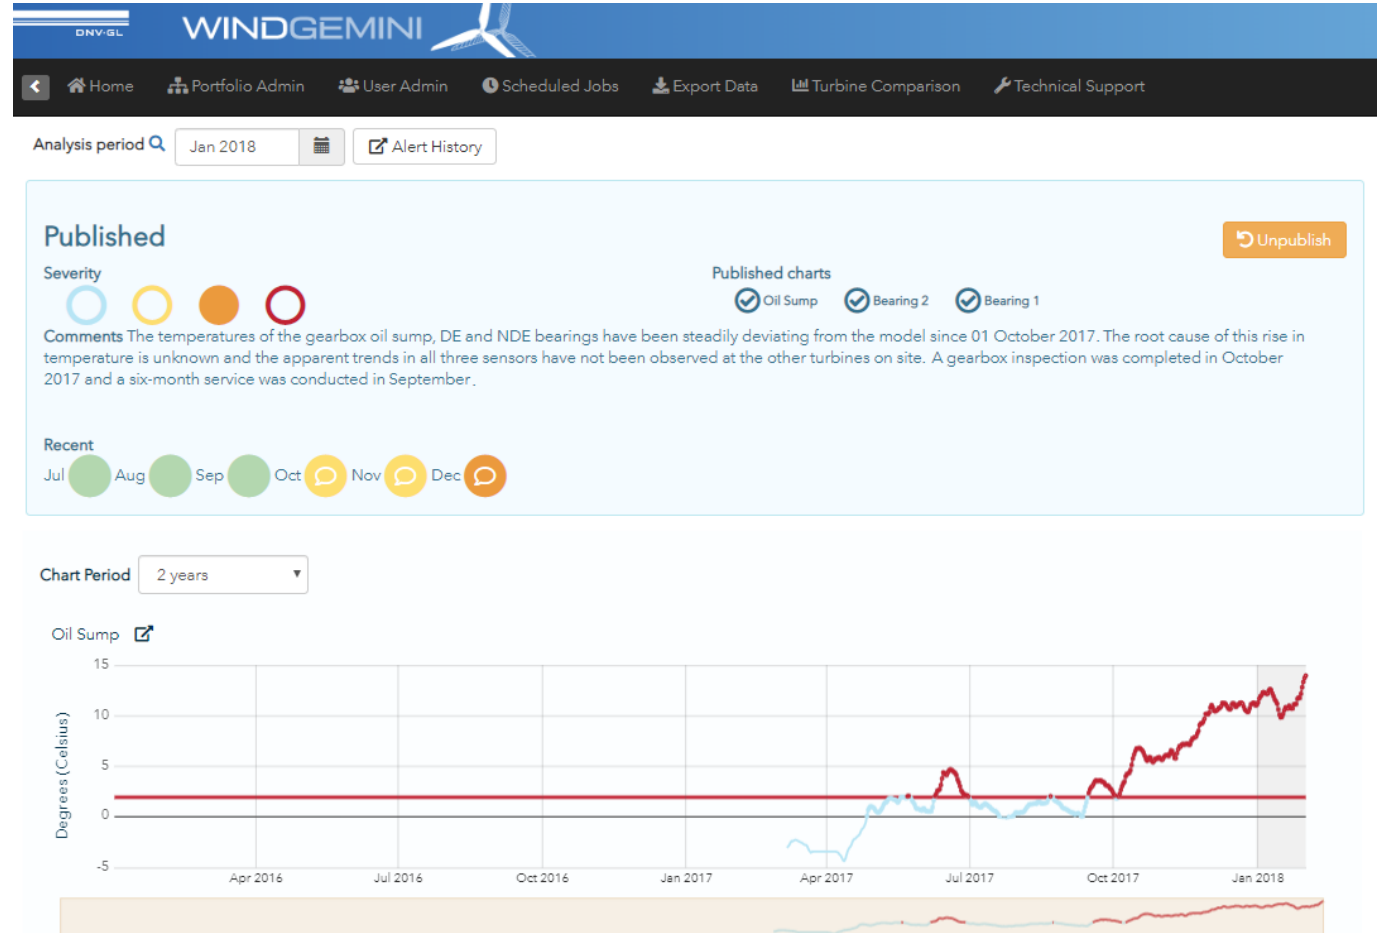 DNV·GL
WINDGEMINI
Home Portfolio Admin User Admin Scheduled Jobs Export Data Turbine Comparison Technical Support
Analysis period Jan 2018 Alert History
Published
Unpublish
Severity
Published charts
Oil Sump Bearing 2 Bearing 1
Comments The temperatures of the gearbox oil sump, DE and NDE bearings have been steadily deviating from the model since 01 October 2017. The root cause of this rise in
temperature is unknown and the apparent trends in all three sensors have not been observed at the other turbines on site. A gearbox inspection was completed in October
2017 and a six-month service was conducted in September.
Recent
Jul Aug Sep Oct Nov Dec
Chart Period 2 years
Oil Sump
Degrees (Celsius)
15
10
5
0
-5
Apr 2016 Jul 2016 Oct 2016 Jan 2017 Apr 2017 Jul 2017 Oct 2017 Jan 2018